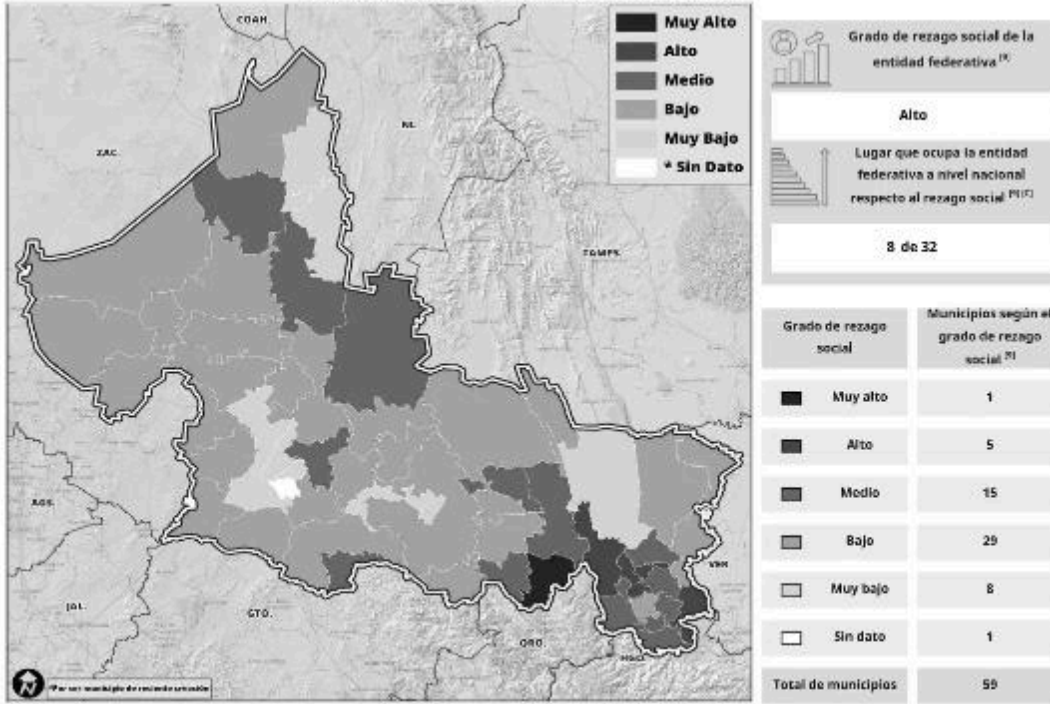 COAH.
ZAC.
NL.
TAMPS.
AGS.
JAL.
GTO.
QRO.
HGO.
VER.
Muy Alto
Alto
Medio
Bajo
Muy Bajo
* Sin Dato
*Por ser municipio de reciente creación
Grado de rezago social de la
entidad federativa
Alto
Lugar que ocupa la entidad
federativa a nivel nacional
respecto al rezago social
8 de 32
Grado de rezago
social
Municipios según el
grado de rezago
social
Muy alto
1
Alto
5
Medio
15
Bajo
29
Muy bajo
8
Sin dato
1
Total de municipios
59